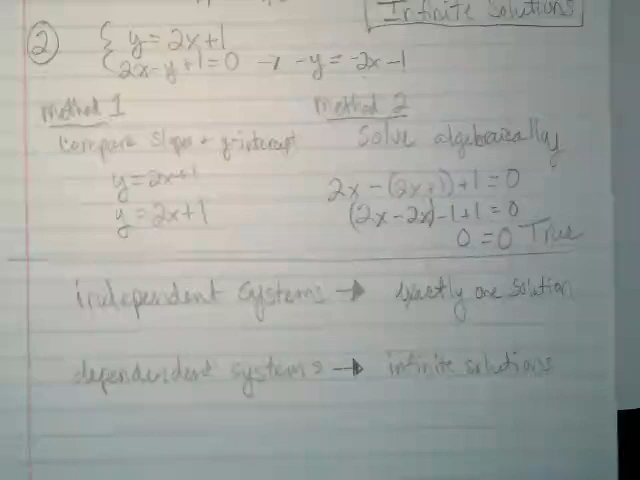 Infinite Solutions
② { y = 2x+1
2x-y+1=0 → -y = -2x-1
method 1
method 2
Compare slope + y-intercept
Solve algebraically
y=2x+1
y=2x+1
2x-(2x+1)+1=0
(2x-2x)-1+1=0
0=0 True
independent systems → exactly one solution
dependendent systems → infinite solutions